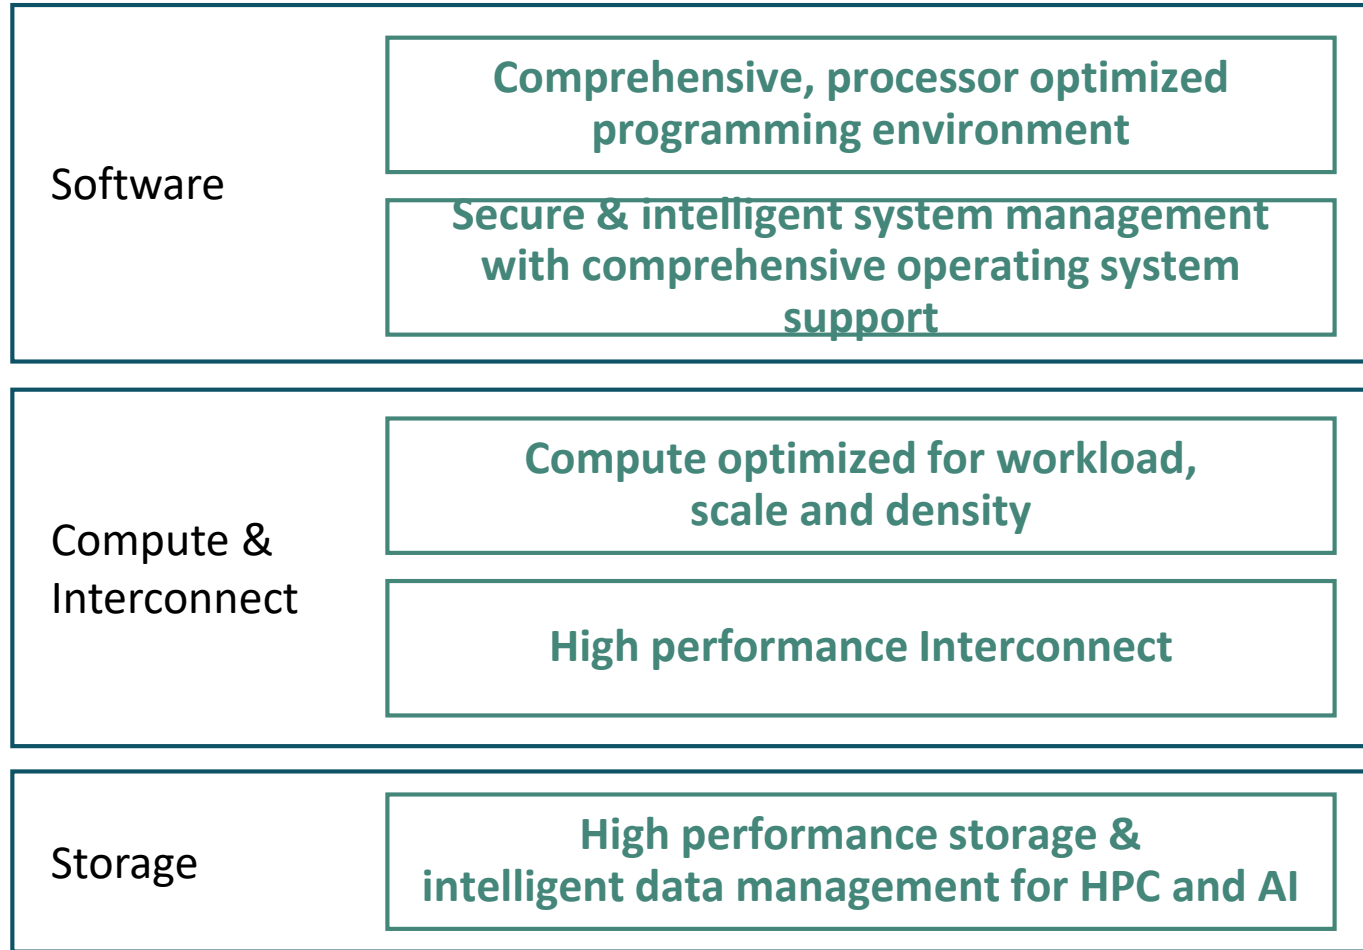 Software
Comprehensive, processor optimized
programming environment
Secure & intelligent system management
with comprehensive operating system
support
Compute &
Interconnect
Compute optimized for workload,
scale and density
High performance Interconnect
Storage
High performance storage &
intelligent data management for HPC and AI